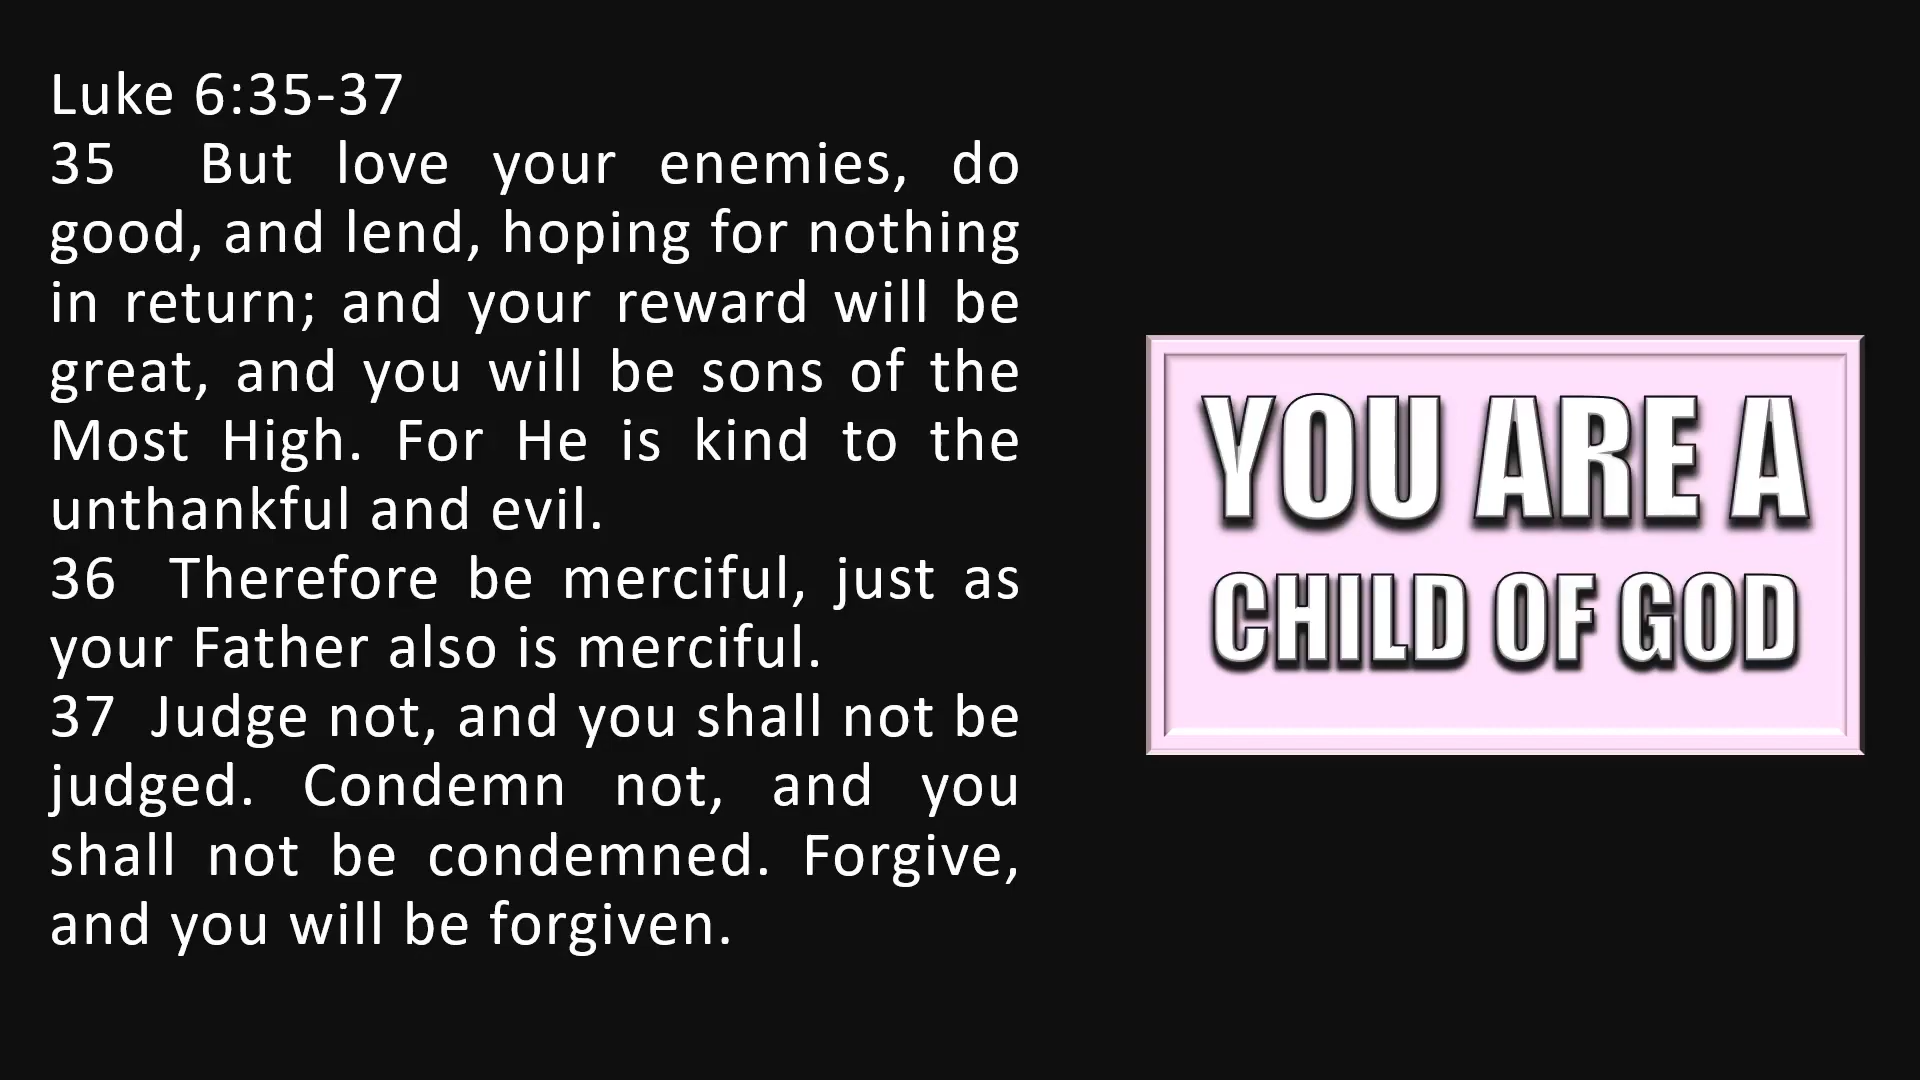 Luke 6:35-37
35 But love your enemies, do
good, and lend, hoping for nothing
in return; and your reward will be
great, and you will be sons of the
Most High. For He is kind to the
unthankful and evil.
36 Therefore be merciful, just as
your Father also is merciful.
37 Judge not, and you shall not be
judged. Condemn not, and you
shall not be condemned. Forgive,
and you will be forgiven.
YOU ARE A
CHILD OF GOD